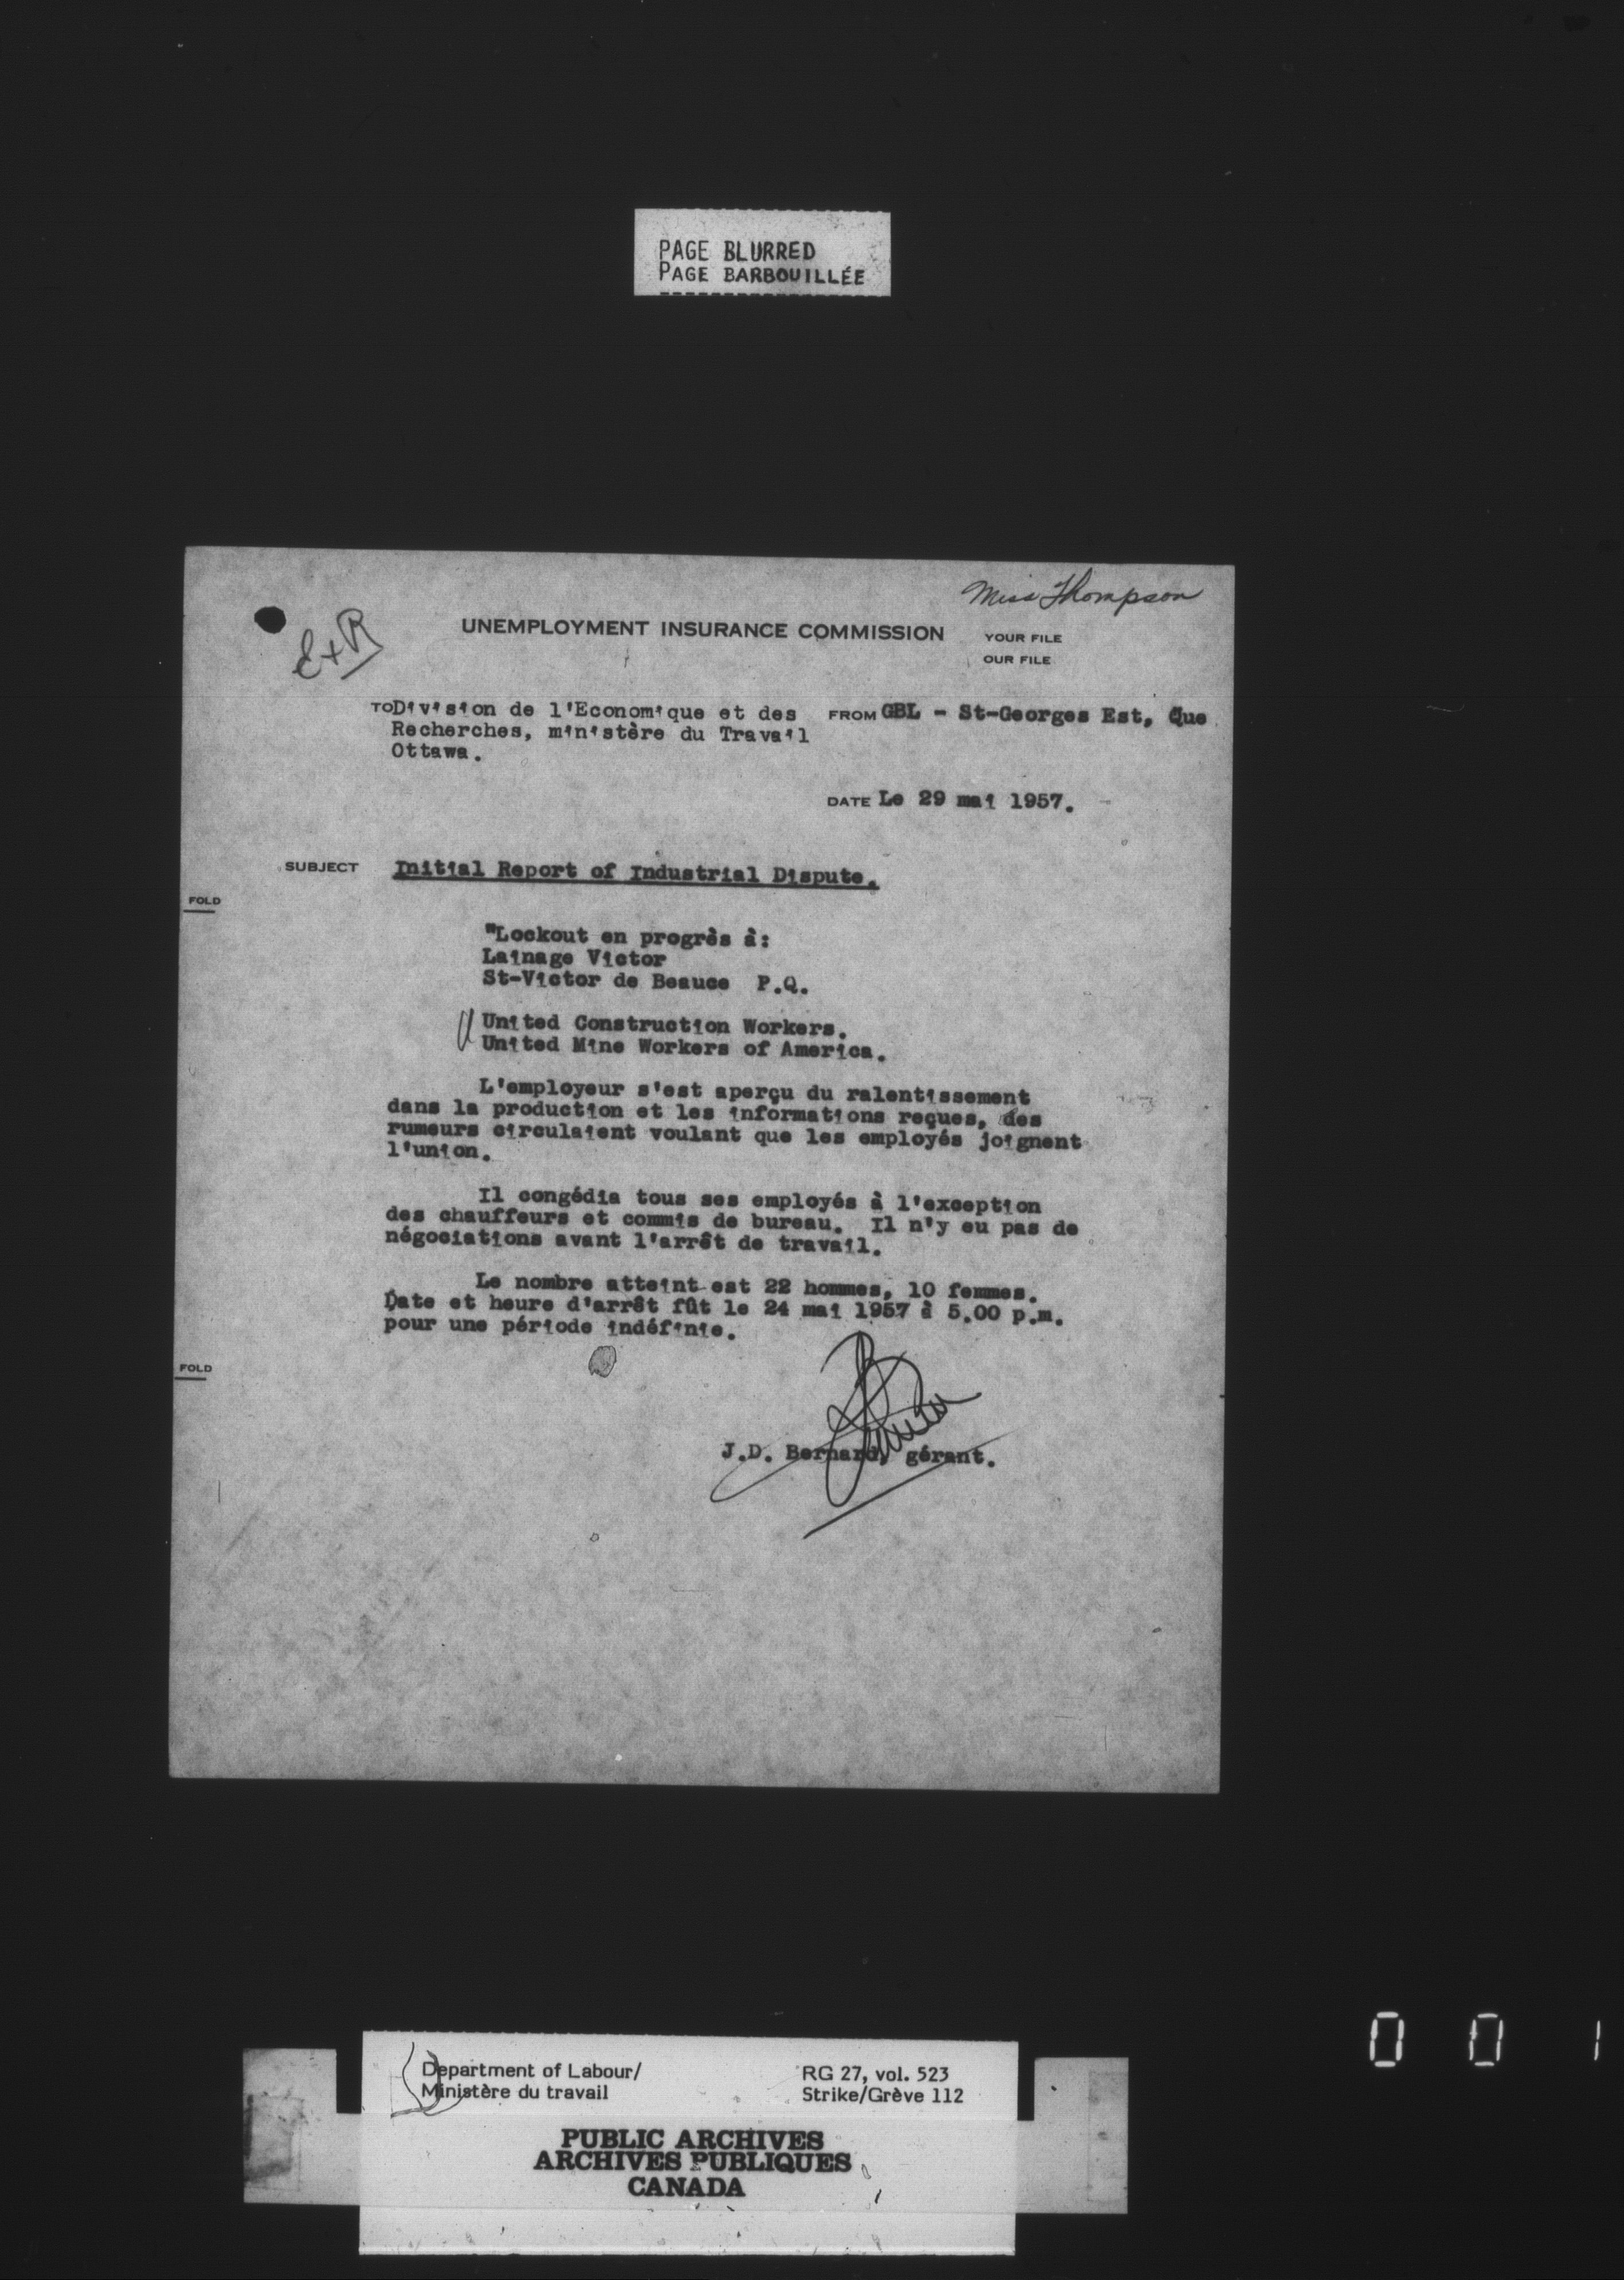 PAGE BLURRED
PAGE BARBOUILLÉE
Miss Thompson
E+R
UNEMPLOYMENT INSURANCE COMMISSION
YOUR FILE
OUR FILE
TO Division de l'Economique et des
Recherches, ministère du Travail
Ottawa.
FROM GBL - St-Georges Est, Que
DATE Le 29 mai 1957.
SUBJECT Initial Report of Industrial Dispute.
FOLD
"Lockout en progrès à:
Lainage Victor
St-Victor de Beauce P.Q.
United Construction Workers.
United Mine Workers of America.
L'employeur s'est aperçu du ralentissement
dans la production et les informations reçues, des
rumeurs circulaient voulant que les employés joignent
l'union.
Il congédia tous ses employés à l'exception
des chauffeurs et commis de bureau. Il n'y eu pas de
négociations avant l'arrêt de travail.
Le nombre atteint est 22 hommes, 10 femmes.
Date et heure d'arrêt fût le 24 mai 1957 à 5.00 p.m.
pour une période indéfinie.
FOLD
J.D. Bernard, gérant.
0 0 1
Department of Labour/
Ministère du travail
RG 27, vol. 523
Strike/Grève 112
PUBLIC ARCHIVES
ARCHIVES PUBLIQUES
CANADA